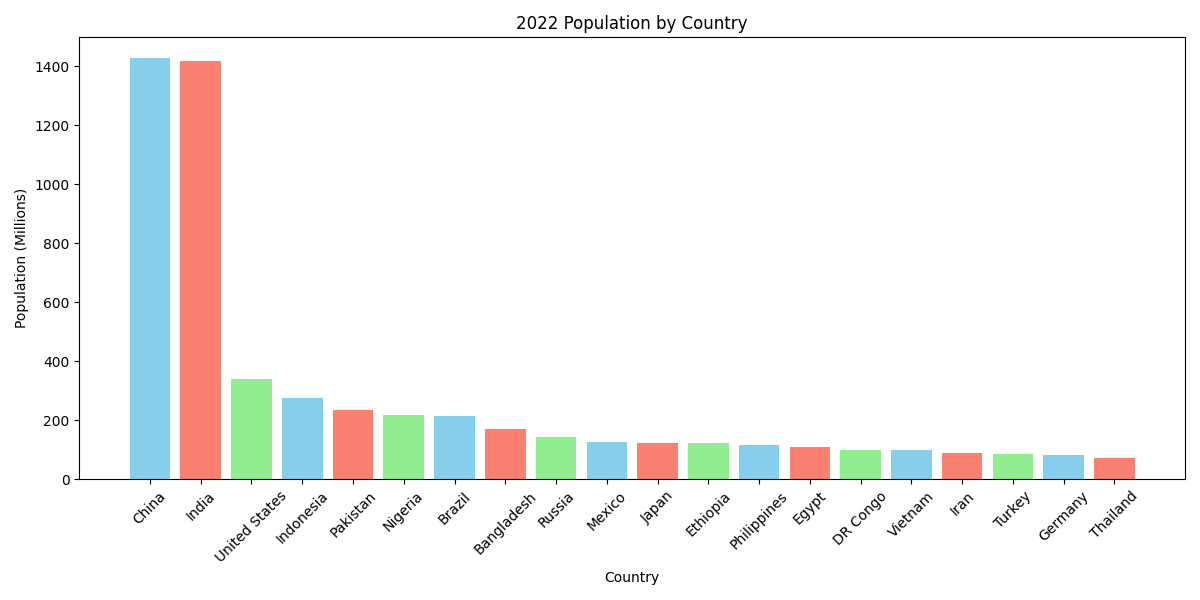 2022 Population by Country
Population (Millions)
1400
1200
1000
800
600
400
200
0
China
India
United States
Indonesia
Pakistan
Nigeria
Brazil
Bangladesh
Russia
Mexico
Japan
Ethiopia
Philippines
Egypt
DR Congo
Vietnam
Iran
Turkey
Germany
Thailand
Country